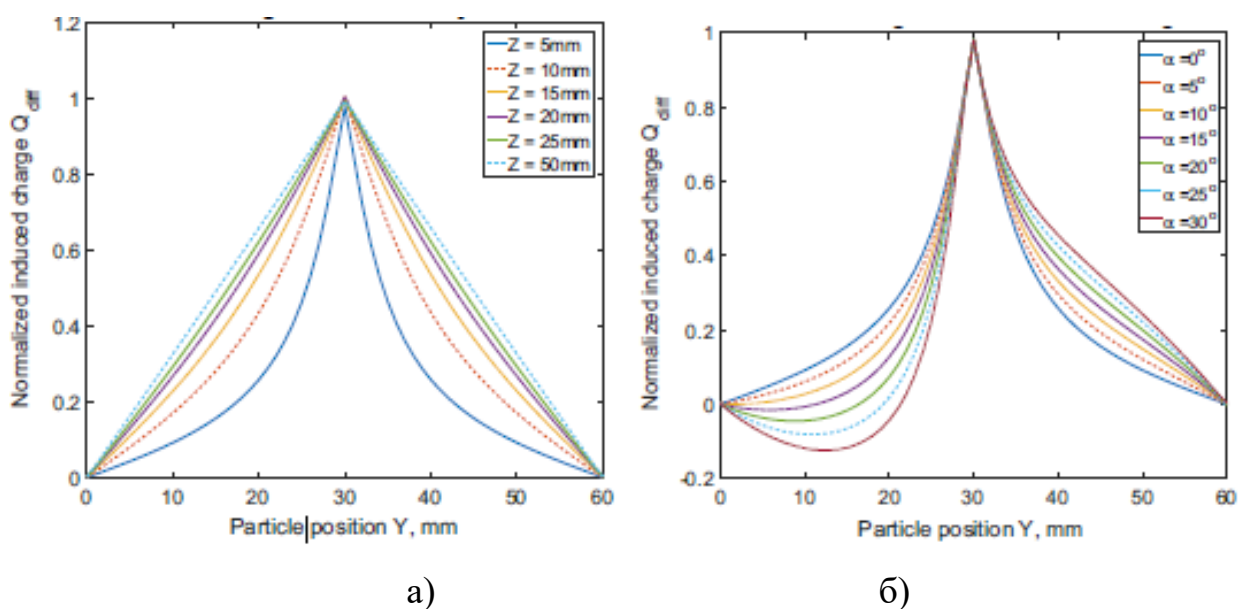 1.2
1
0.8
0.6
0.4
0.2
0
0
10
20
30
40
50
60
Normalized induced charge Q_diff
Particle position Y, mm
Z = 5mm
Z = 10mm
Z = 15mm
Z = 20mm
Z = 25mm
Z = 50mm
а)
1
0.8
0.6
0.4
0.2
0
-0.2
0
10
20
30
40
50
60
Normalized induced charge Q_diff
Particle position Y, mm
α =0°
α =5°
α =10°
α =15°
α =20°
α =25°
α =30°
б)